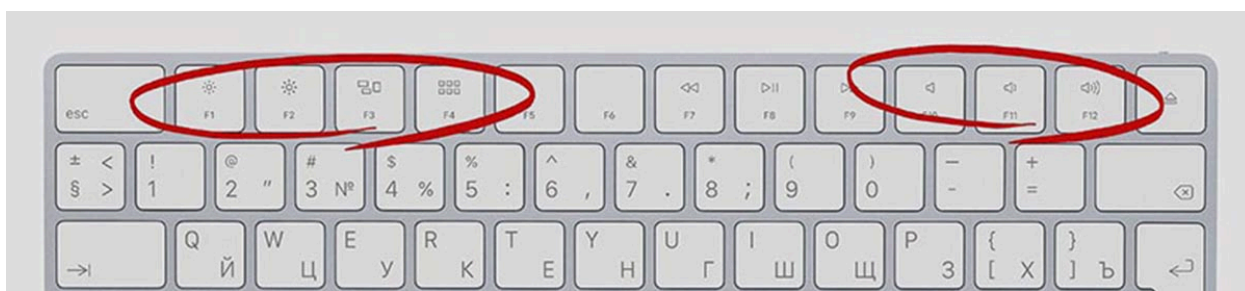 esc F1 F2 F3 F4 F5 F6 F7 F8 F9 F10 F11 F12
± < ! @ # $ % ^ & * ( ) — +
§ > 1 2 " 3 № 4 % 5 : 6 , 7 . 8 ; 9 0 - =
Q W E R T Y U I O P { }
Й Ц У К Е Н Г Ш Щ З [ Х ] Ъ